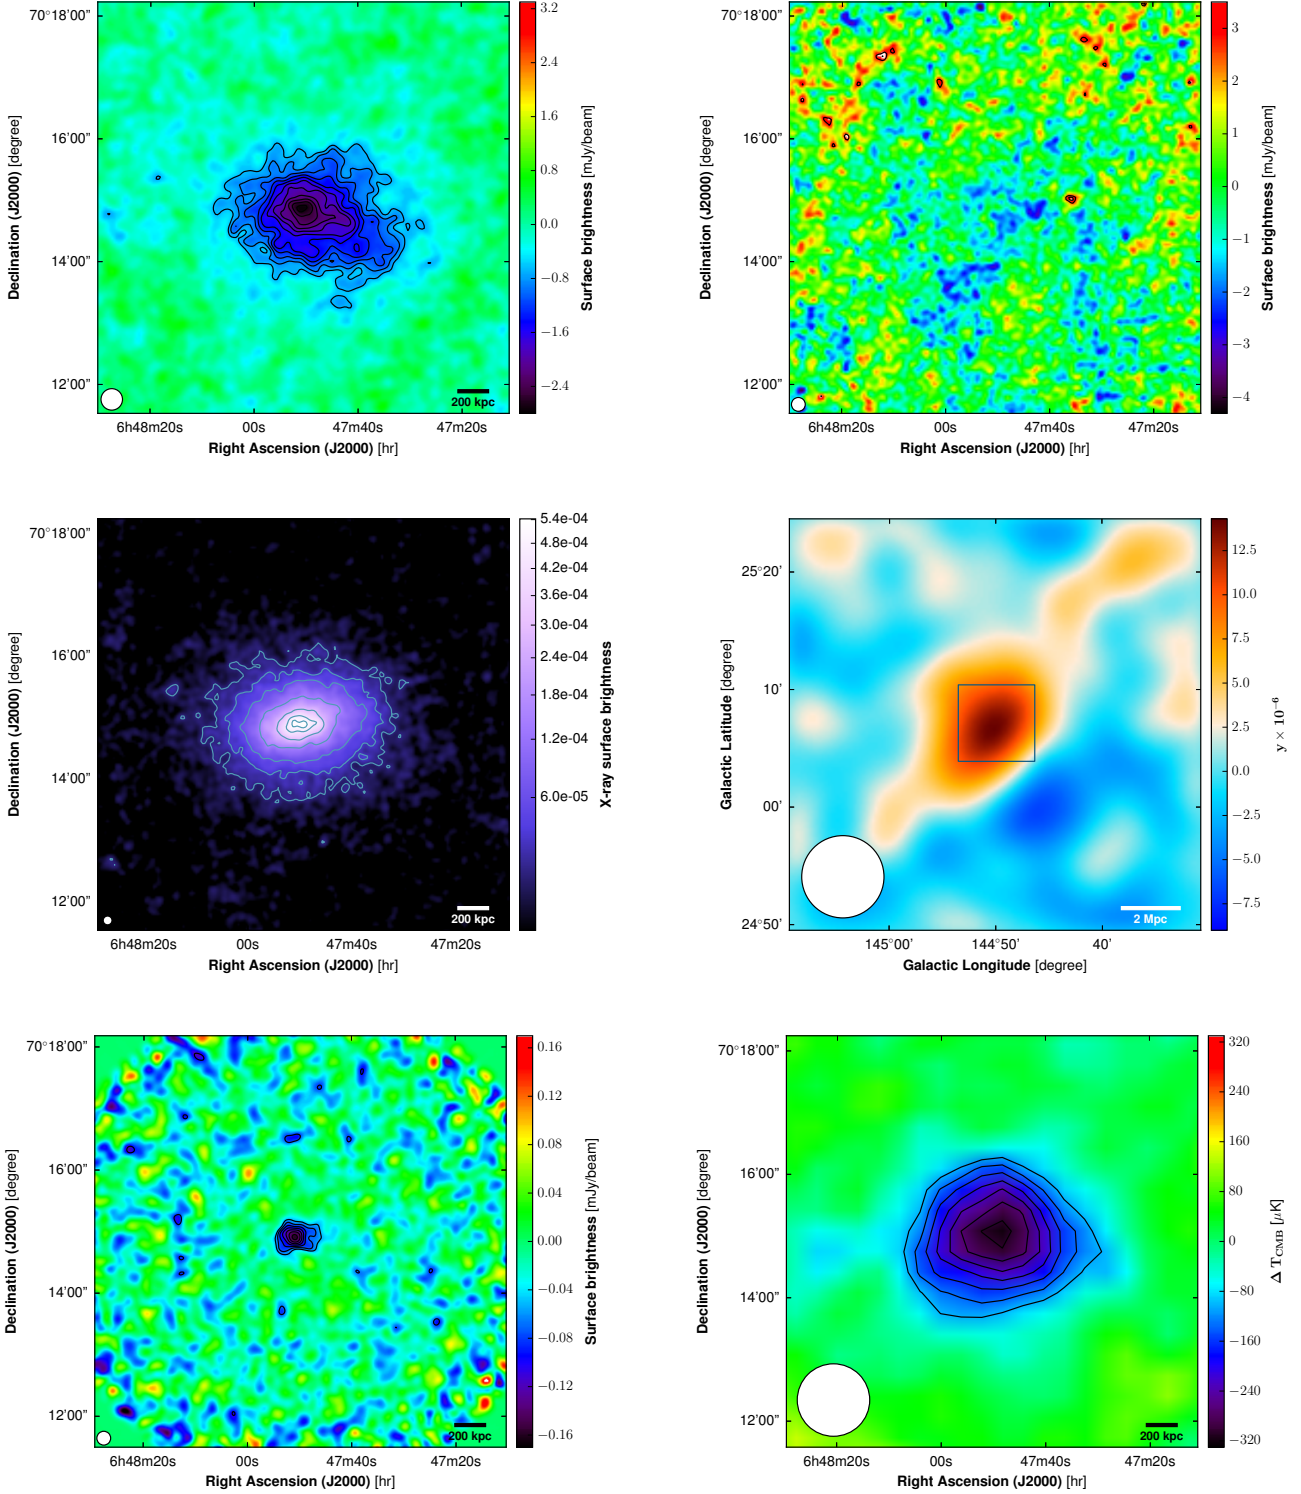 70°18'00"
16'00"
14'00"
12'00"
Declination (J2000) [degree]
6h48m20s 00s 47m40s 47m20s
Right Ascension (J2000) [hr]
200 kpc
3.2
2.4
1.6
0.8
0.0
−0.8
−1.6
−2.4
Surface brightness [mJy/beam]
70°18'00"
16'00"
14'00"
12'00"
Declination (J2000) [degree]
6h48m20s 00s 47m40s 47m20s
Right Ascension (J2000) [hr]
3
2
1
0
−1
−2
−3
−4
Surface brightness [mJy/beam]
70°18'00"
16'00"
14'00"
12'00"
Declination (J2000) [degree]
6h48m20s 00s 47m40s 47m20s
Right Ascension (J2000) [hr]
200 kpc
5.4e-04
4.8e-04
4.2e-04
3.6e-04
3.0e-04
2.4e-04
1.8e-04
1.2e-04
6.0e-05
X-ray surface brightness
25°20'
10'
00'
24°50'
Galactic Latitude [degree]
145°00' 144°50' 40'
Galactic Longitude [degree]
2 Mpc
12.5
10.0
7.5
5.0
2.5
0.0
−2.5
−5.0
−7.5
y × 10⁻⁶
70°18'00"
16'00"
14'00"
12'00"
Declination (J2000) [degree]
6h48m20s 00s 47m40s 47m20s
Right Ascension (J2000) [hr]
200 kpc
0.16
0.12
0.08
0.04
0.00
−0.04
−0.08
−0.12
−0.16
Surface brightness [mJy/beam]
70°18'00"
16'00"
14'00"
12'00"
Declination (J2000) [degree]
6h48m20s 00s 47m40s 47m20s
Right Ascension (J2000) [hr]
200 kpc
320
240
160
80
0
−80
−160
−240
−320
Δ T_CMB [μK]